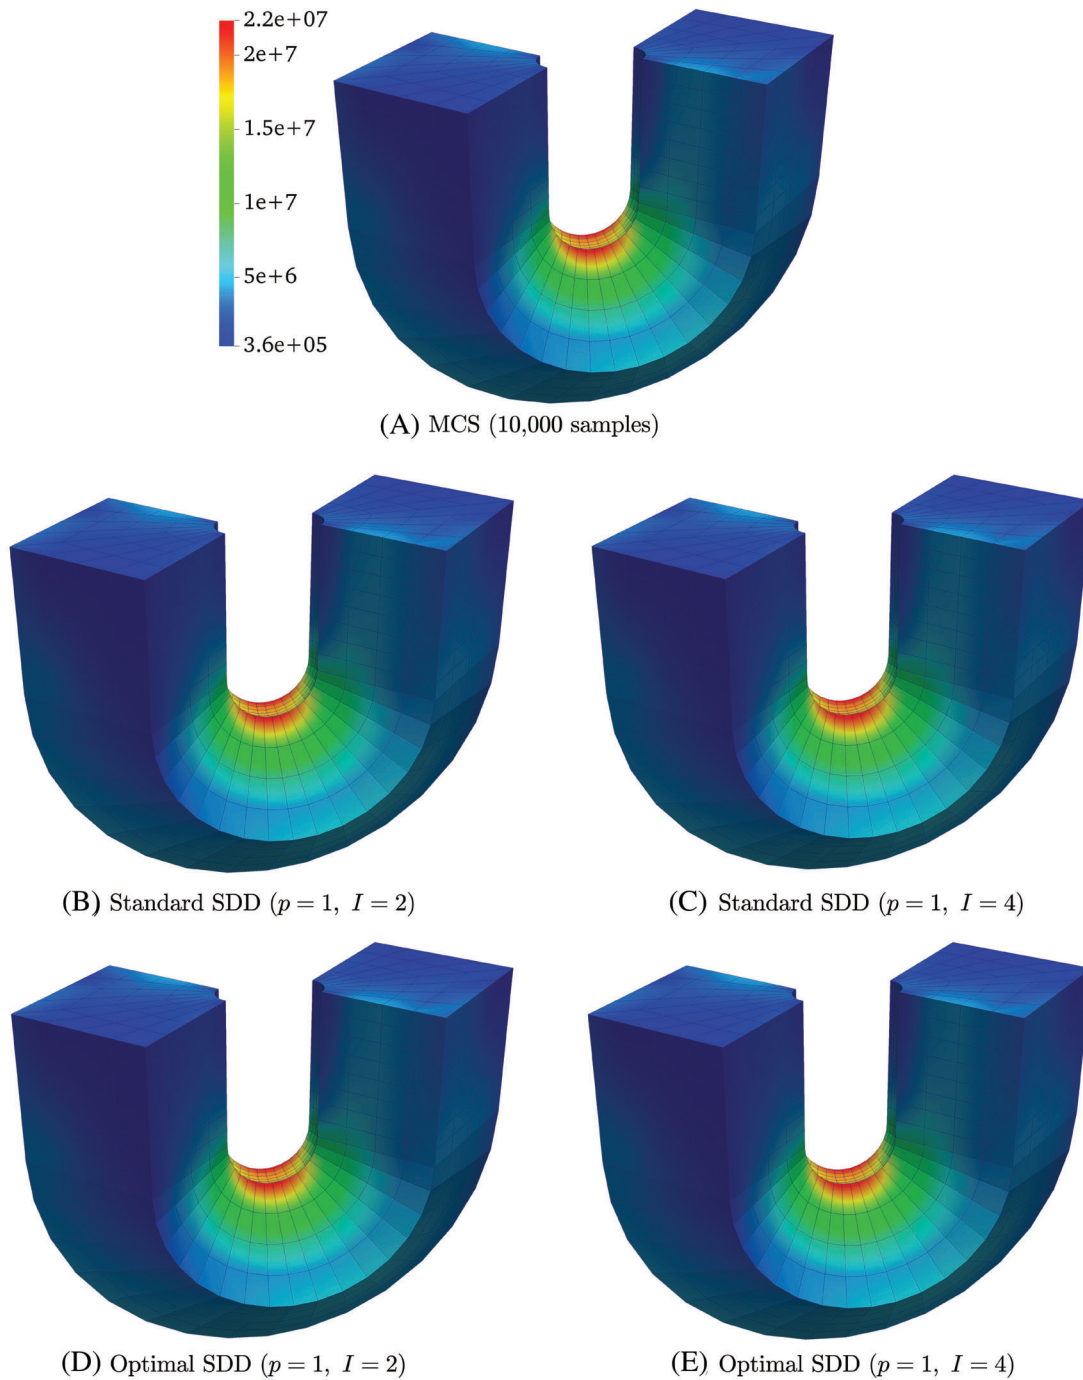 2.2e+07
2e+7
1.5e+7
1e+7
5e+6
3.6e+05
(A) MCS (10,000 samples)
(B) Standard SDD (p = 1, I = 2)
(C) Standard SDD (p = 1, I = 4)
(D) Optimal SDD (p = 1, I = 2)
(E) Optimal SDD (p = 1, I = 4)